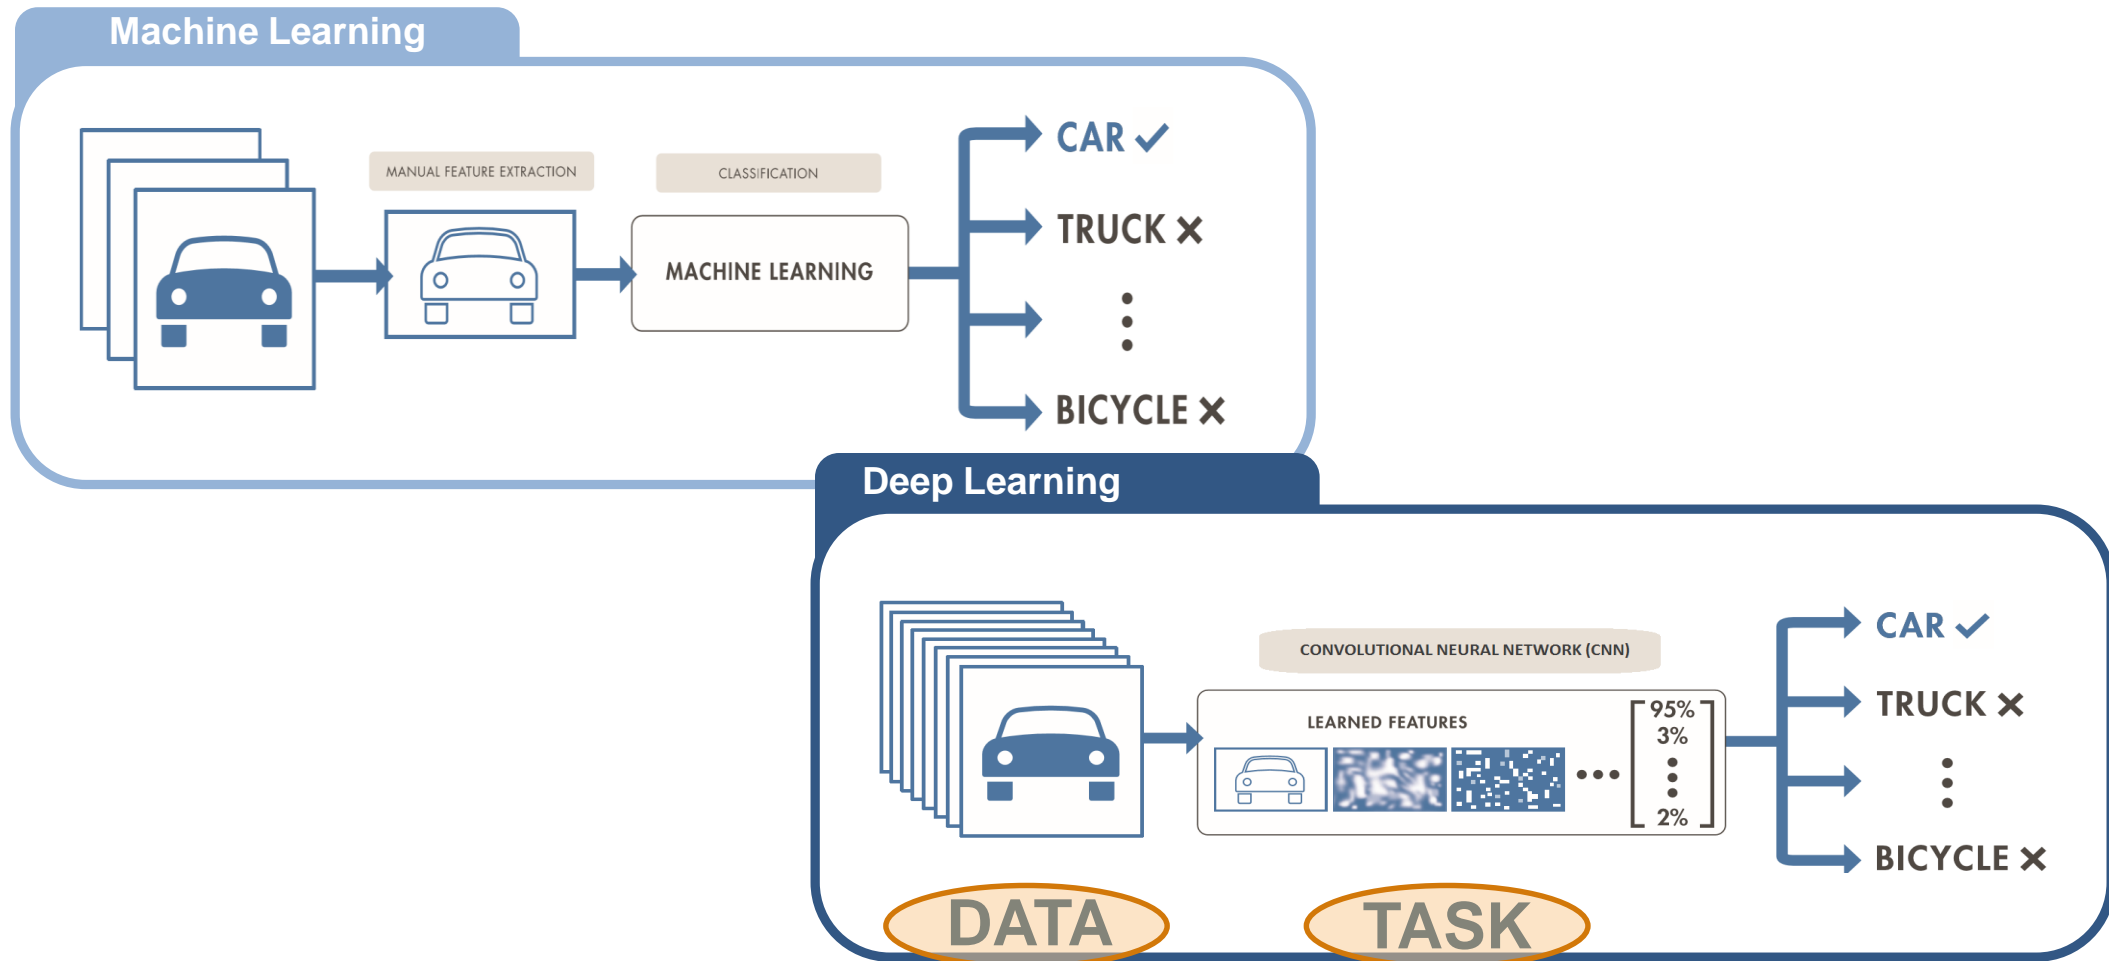 Machine Learning
MANUAL FEATURE EXTRACTION
CLASSIFICATION
MACHINE LEARNING
CAR
TRUCK
BICYCLE
Deep Learning
CONVOLUTIONAL NEURAL NETWORK (CNN)
LEARNED FEATURES
95%
3%
2%
CAR
TRUCK
BICYCLE
DATA
TASK